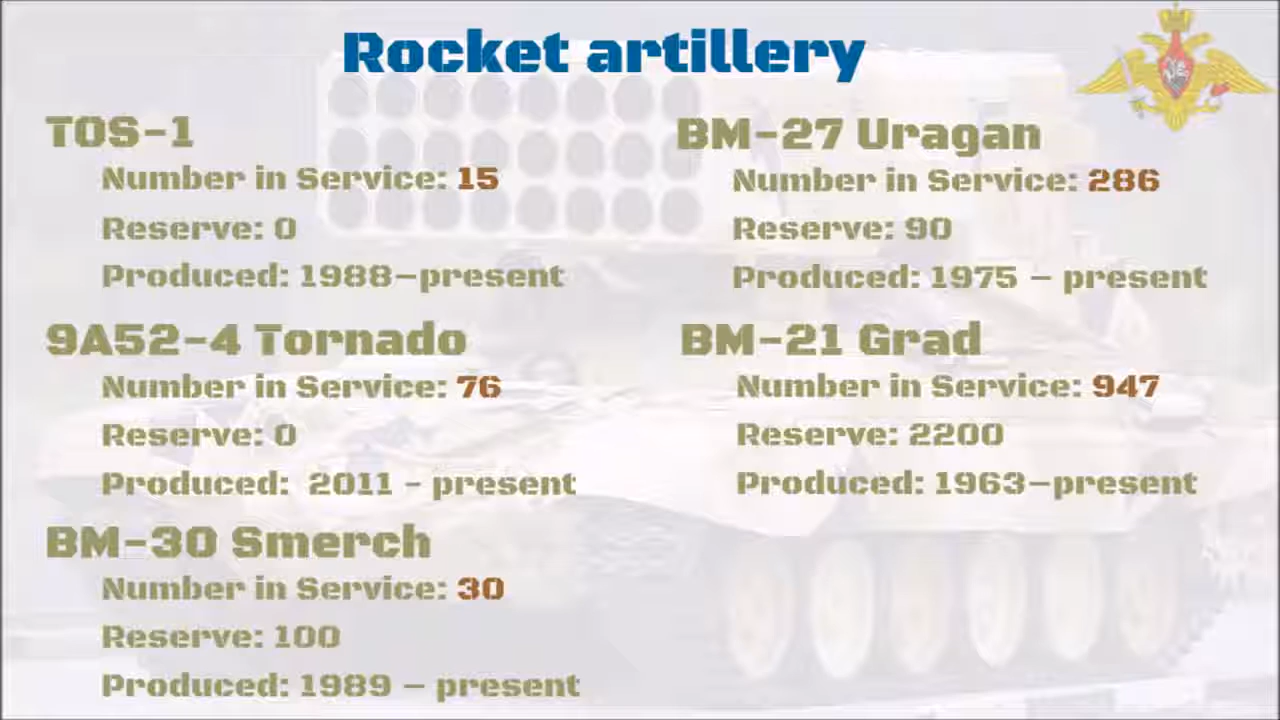 Rocket artillery
TOS-1
Number in Service: 15
Reserve: 0
Produced: 1988–present
9A52-4 Tornado
Number in Service: 76
Reserve: 0
Produced: 2011 - present
BM-30 Smerch
Number in Service: 30
Reserve: 100
Produced: 1989 – present
BM-27 Uragan
Number in Service: 286
Reserve: 90
Produced: 1975 – present
BM-21 Grad
Number in Service: 947
Reserve: 2200
Produced: 1963–present